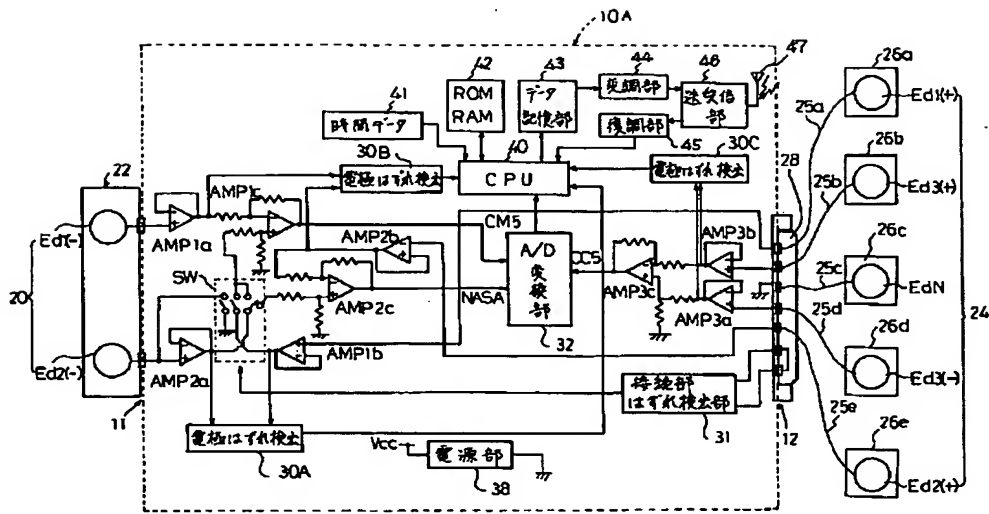 10A
47
42
43
44
46
26a
ROM
RAM
データ
記憶部
変調部
送受信部
復調部
45
41
時間データ
25a
Ed1(+)
30B
40
30C
28
26b
22
電極はずれ検出
CPU
電極はずれ検出
25b
Ed3(+)
AMP1c
CM5
AMP3b
26c
Ed1(-)
AMP1a
AMP2b
A/D
変換部
CC5
25c
EdN
24
20
SW
AMP2c
NASA
AMP3c
AMP3a
25d
26d
32
Ed2(-)
AMP2a
AMP1b
Ed3(-)
接続部
はずれ検出部
25e
11
31
12
26e
電極はずれ検出
Vcc
電源部
30A
38
Ed2(+)